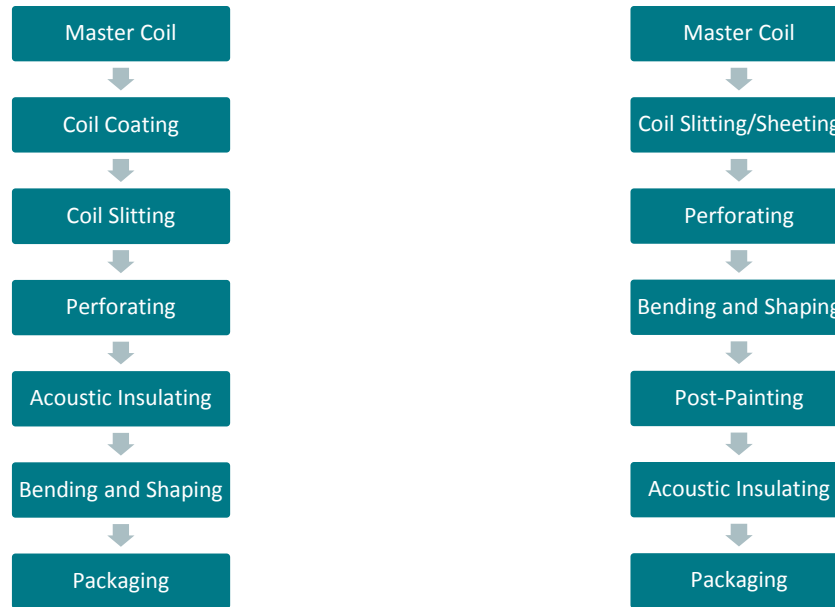 Master Coil
Coil Coating
Coil Slitting
Perforating
Acoustic Insulating
Bending and Shaping
Packaging
Master Coil
Coil Slitting/Sheeting
Perforating
Bending and Shaping
Post-Painting
Acoustic Insulating
Packaging